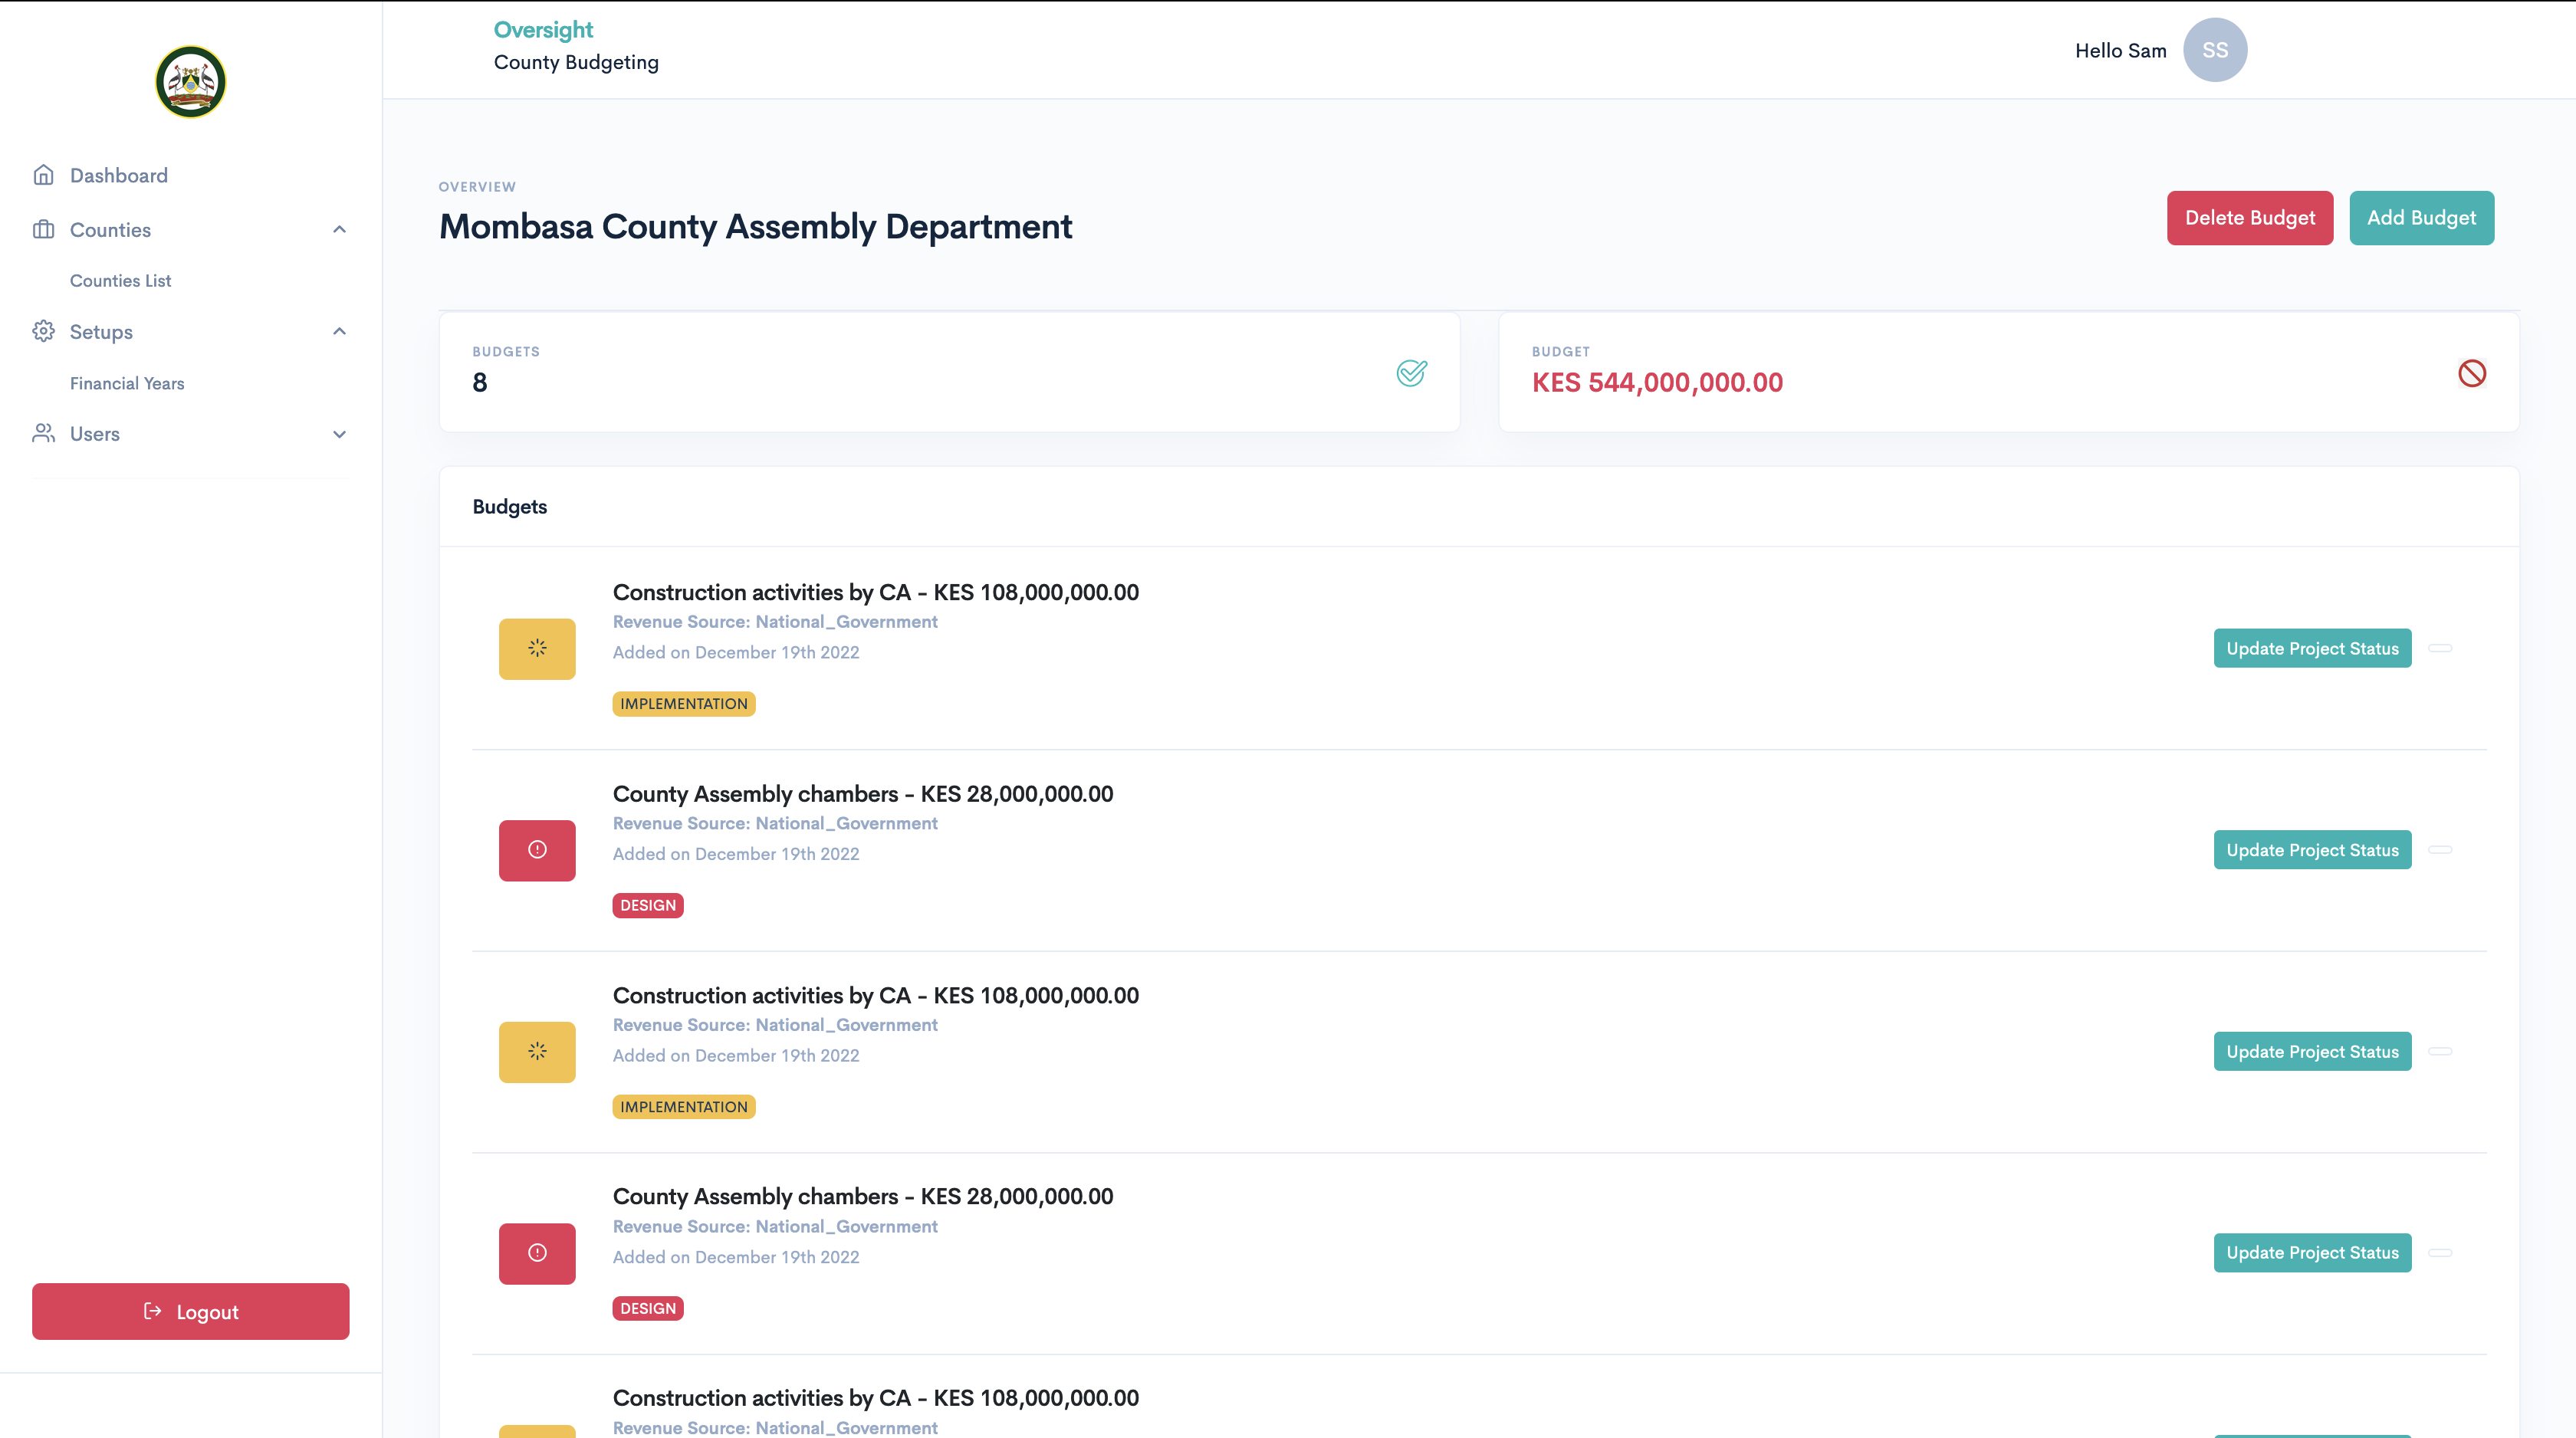 Oversight
County Budgeting
Hello Sam
SS
Dashboard
Counties
Counties List
Setups
Financial Years
Users
Logout
OVERVIEW
Mombasa County Assembly Department
Delete Budget
Add Budget
BUDGETS
8
BUDGET
KES 544,000,000.00
Budgets
Construction activities by CA - KES 108,000,000.00
Revenue Source: National_Government
Added on December 19th 2022
IMPLEMENTATION
Update Project Status
County Assembly chambers - KES 28,000,000.00
Revenue Source: National_Government
Added on December 19th 2022
DESIGN
Update Project Status
Construction activities by CA - KES 108,000,000.00
Revenue Source: National_Government
Added on December 19th 2022
IMPLEMENTATION
Update Project Status
County Assembly chambers - KES 28,000,000.00
Revenue Source: National_Government
Added on December 19th 2022
DESIGN
Update Project Status
Construction activities by CA - KES 108,000,000.00
Revenue Source: National_Government